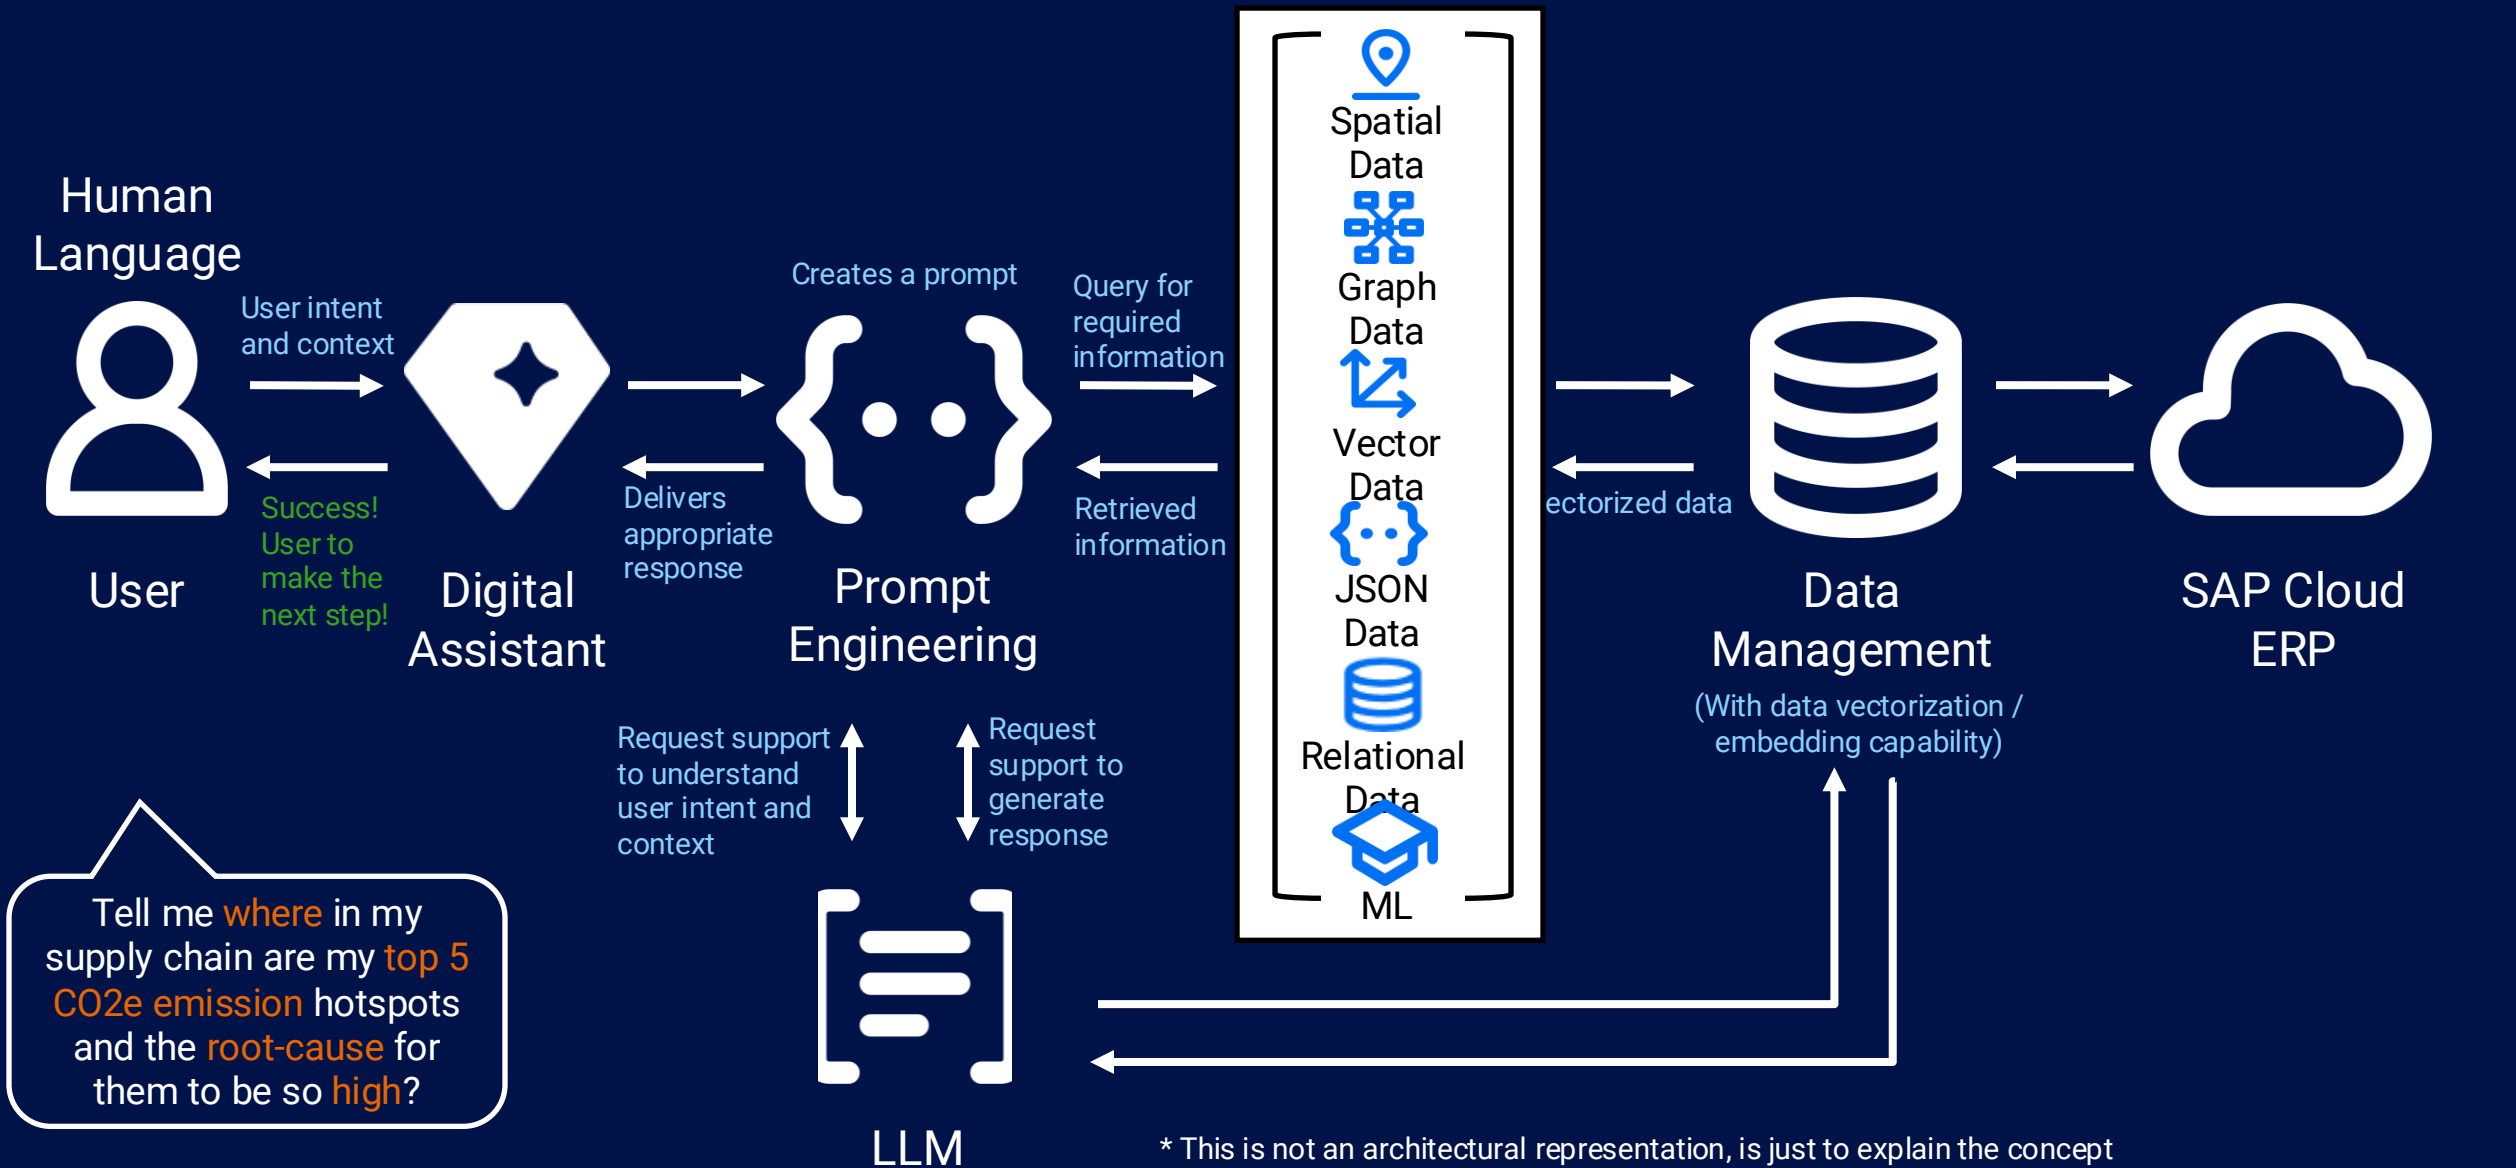 Human
Language
User intent
and context
Success!
User to
make the
next step!
User
Digital
Assistant
Delivers
appropriate
response
Creates a prompt
Prompt
Engineering
Query for
required
information
Retrieved
information
Spatial
Data
Graph
Data
Vector
Data
JSON
Data
Relational
Data
ML
ectorized data
Data
Management
(With data vectorization /
embedding capability)
SAP Cloud
ERP
Request support
to understand
user intent and
context
Request
support to
generate
response
Tell me where in my
supply chain are my top 5
CO2e emission hotspots
and the root-cause for
them to be so high?
LLM
* This is not an architectural representation, is just to explain the concept